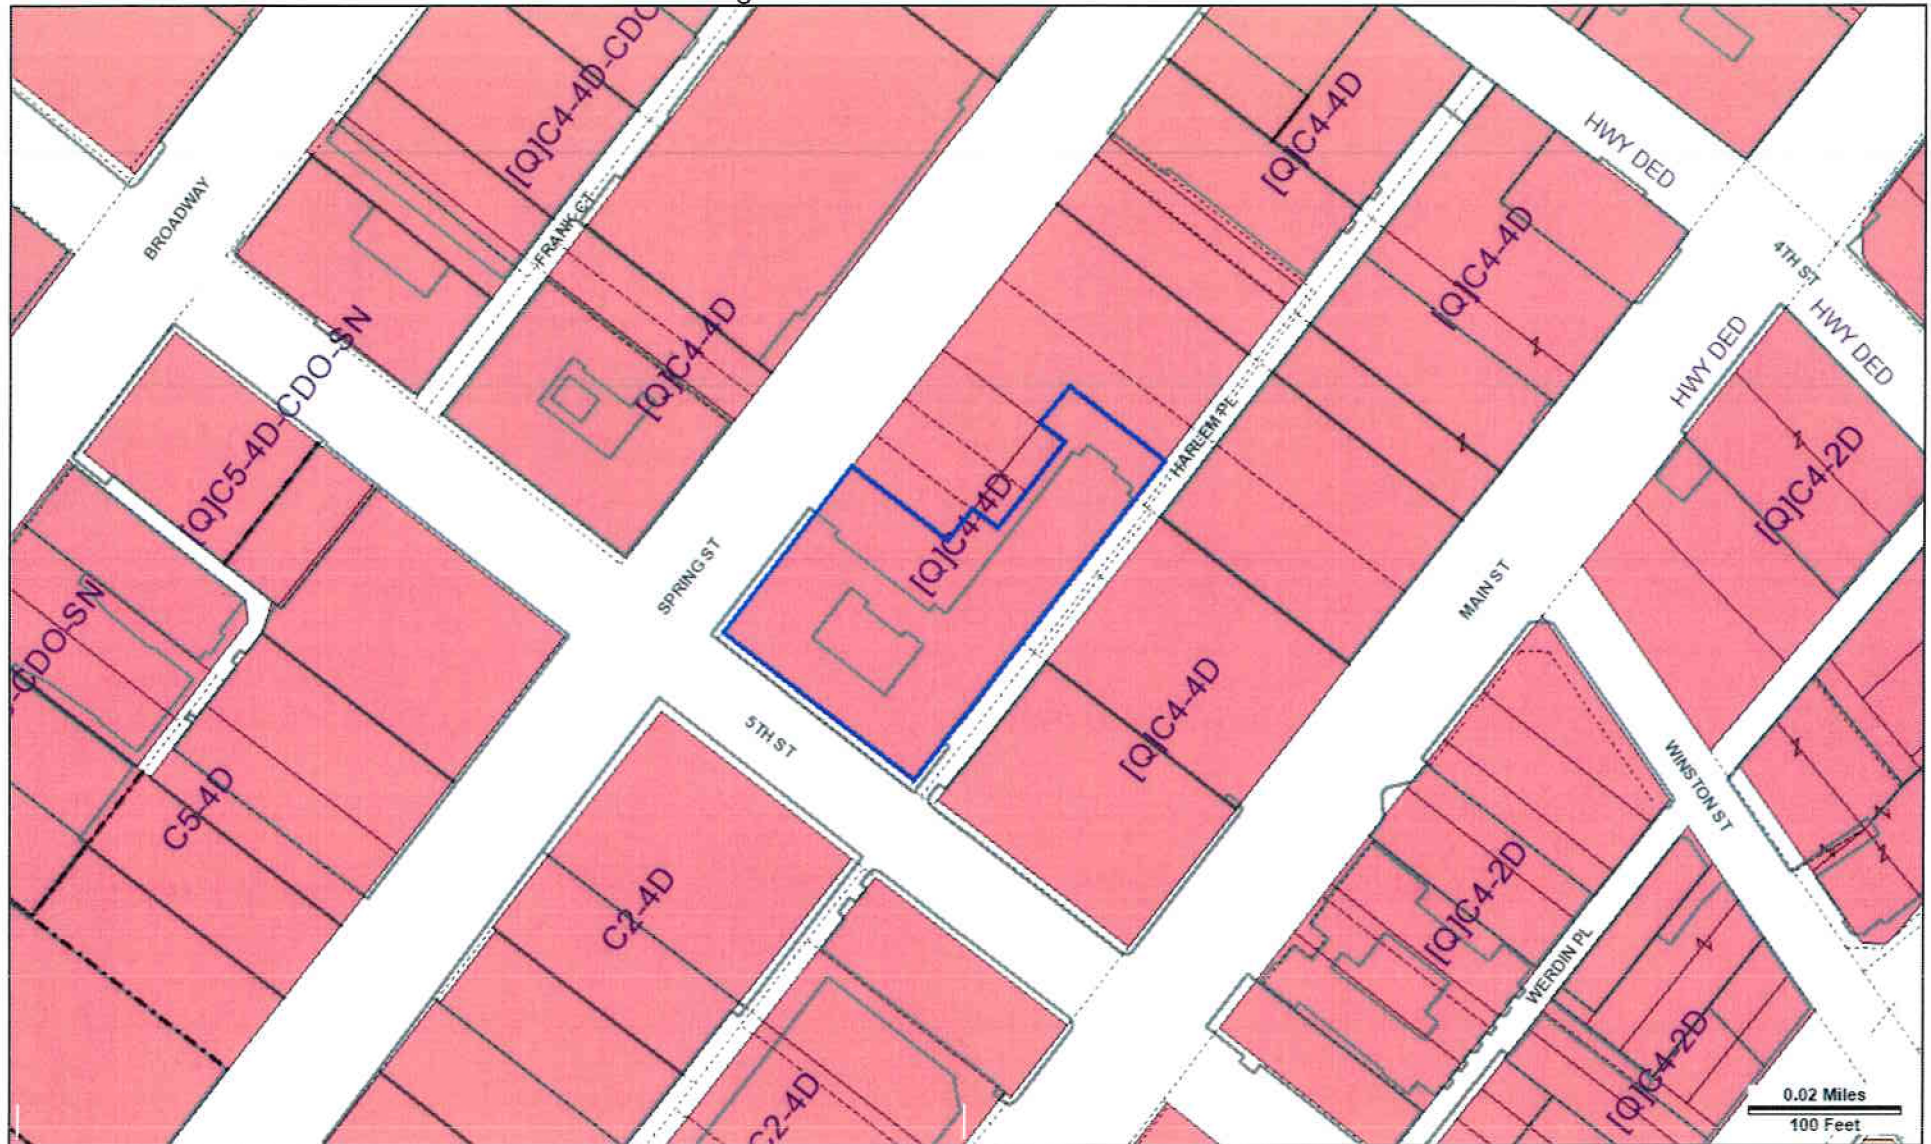 [Q]C4-4D-CDO
BROADWAY
FRANK CT
[Q]C4-4D
HWY DED
[Q]C4-4D
4TH ST
HWY DED
HWY DED
[Q]C4-4D
[Q]C5-4D-CDO-SN
HARLEM PL
[Q]C4-4D
[Q]C4-2D
SPRING ST
MAIN ST
-CDO-SN
5TH ST
[Q]C4-4D
WINSTON ST
C5-4D
C2-4D
[Q]C4-2D
WERDIN PL
[Q]C4-2D
C2-4D
0.02 Miles
100 Feet